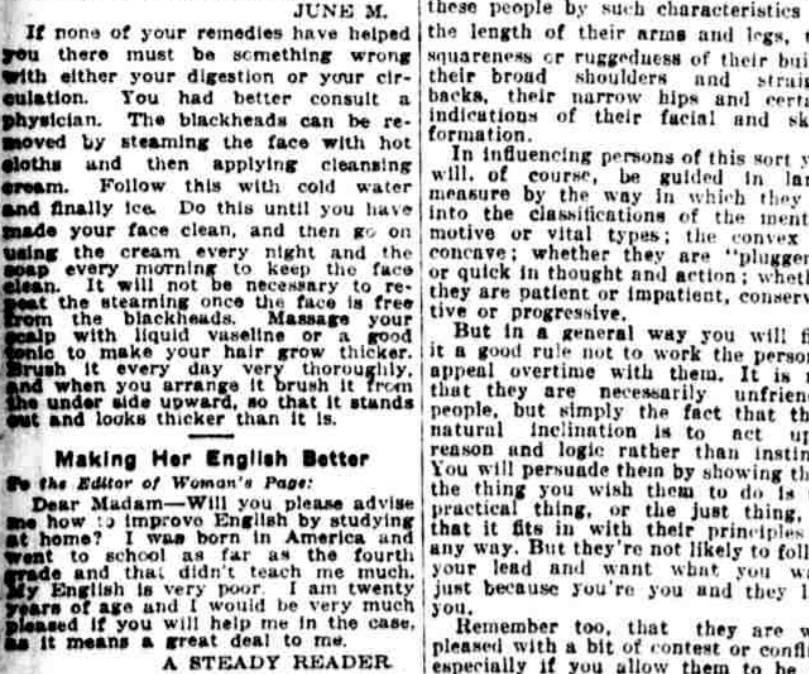 JUNE M.
If none of your remedies have helped
you there must be something wrong
with either your digestion or your cir-
culation. You had better consult a
physician. The blackheads can be re-
moved by steaming the face with hot
cloths and then applying cleansing
cream. Follow this with cold water
and finally ice. Do this until you have
made your face clean, and then go on
using the cream every night and the
soap every morning to keep the face
clean. It will not be necessary to re-
peat the steaming once the face is free
from the blackheads. Massage your
scalp with liquid vaseline or a good
tonic to make your hair grow thicker.
Brush it every day very thoroughly,
and when you arrange it brush it from
the under side upward, so that it stands
out and looks thicker than it is.
Making Her English Better
To the Editor of Woman's Page:
Dear Madam—Will you please advise
me how to improve English by studying
at home? I was born in America and
went to school as far as the fourth
grade and that didn't teach me much.
My English is very poor. I am twenty
years of age and I would be very much
pleased if you will help me in the case,
as it means a great deal to me.
A STEADY READER
these people by such characteristics
the length of their arms and legs,
squareness or ruggedness of their
their broad shoulders and
backs, their narrow hips and
indications of their facial and
formation.
In influencing persons of this sort
will, of course, be guided in
measure by the way in which they
into the classifications of the
motive or vital types; the convex
concave; whether they are
or quick in thought and action;
they are patient or impatient, conserv
tive or progressive.
But in a general way you will
it a good rule not to work the
appeal overtime with them. It is
that they are necessarily
people, but simply the fact that
natural inclination is to act
reason and logic rather than
You will persuade them by showing
the thing you wish them to do is
practical thing, or the just thing,
that it fits in with their principles
any way. But they're not likely to
your lead and want what you
just because you're you and they
you.
Remember too, that they are
pleased with a bit of contest or
especially if you allow them to be